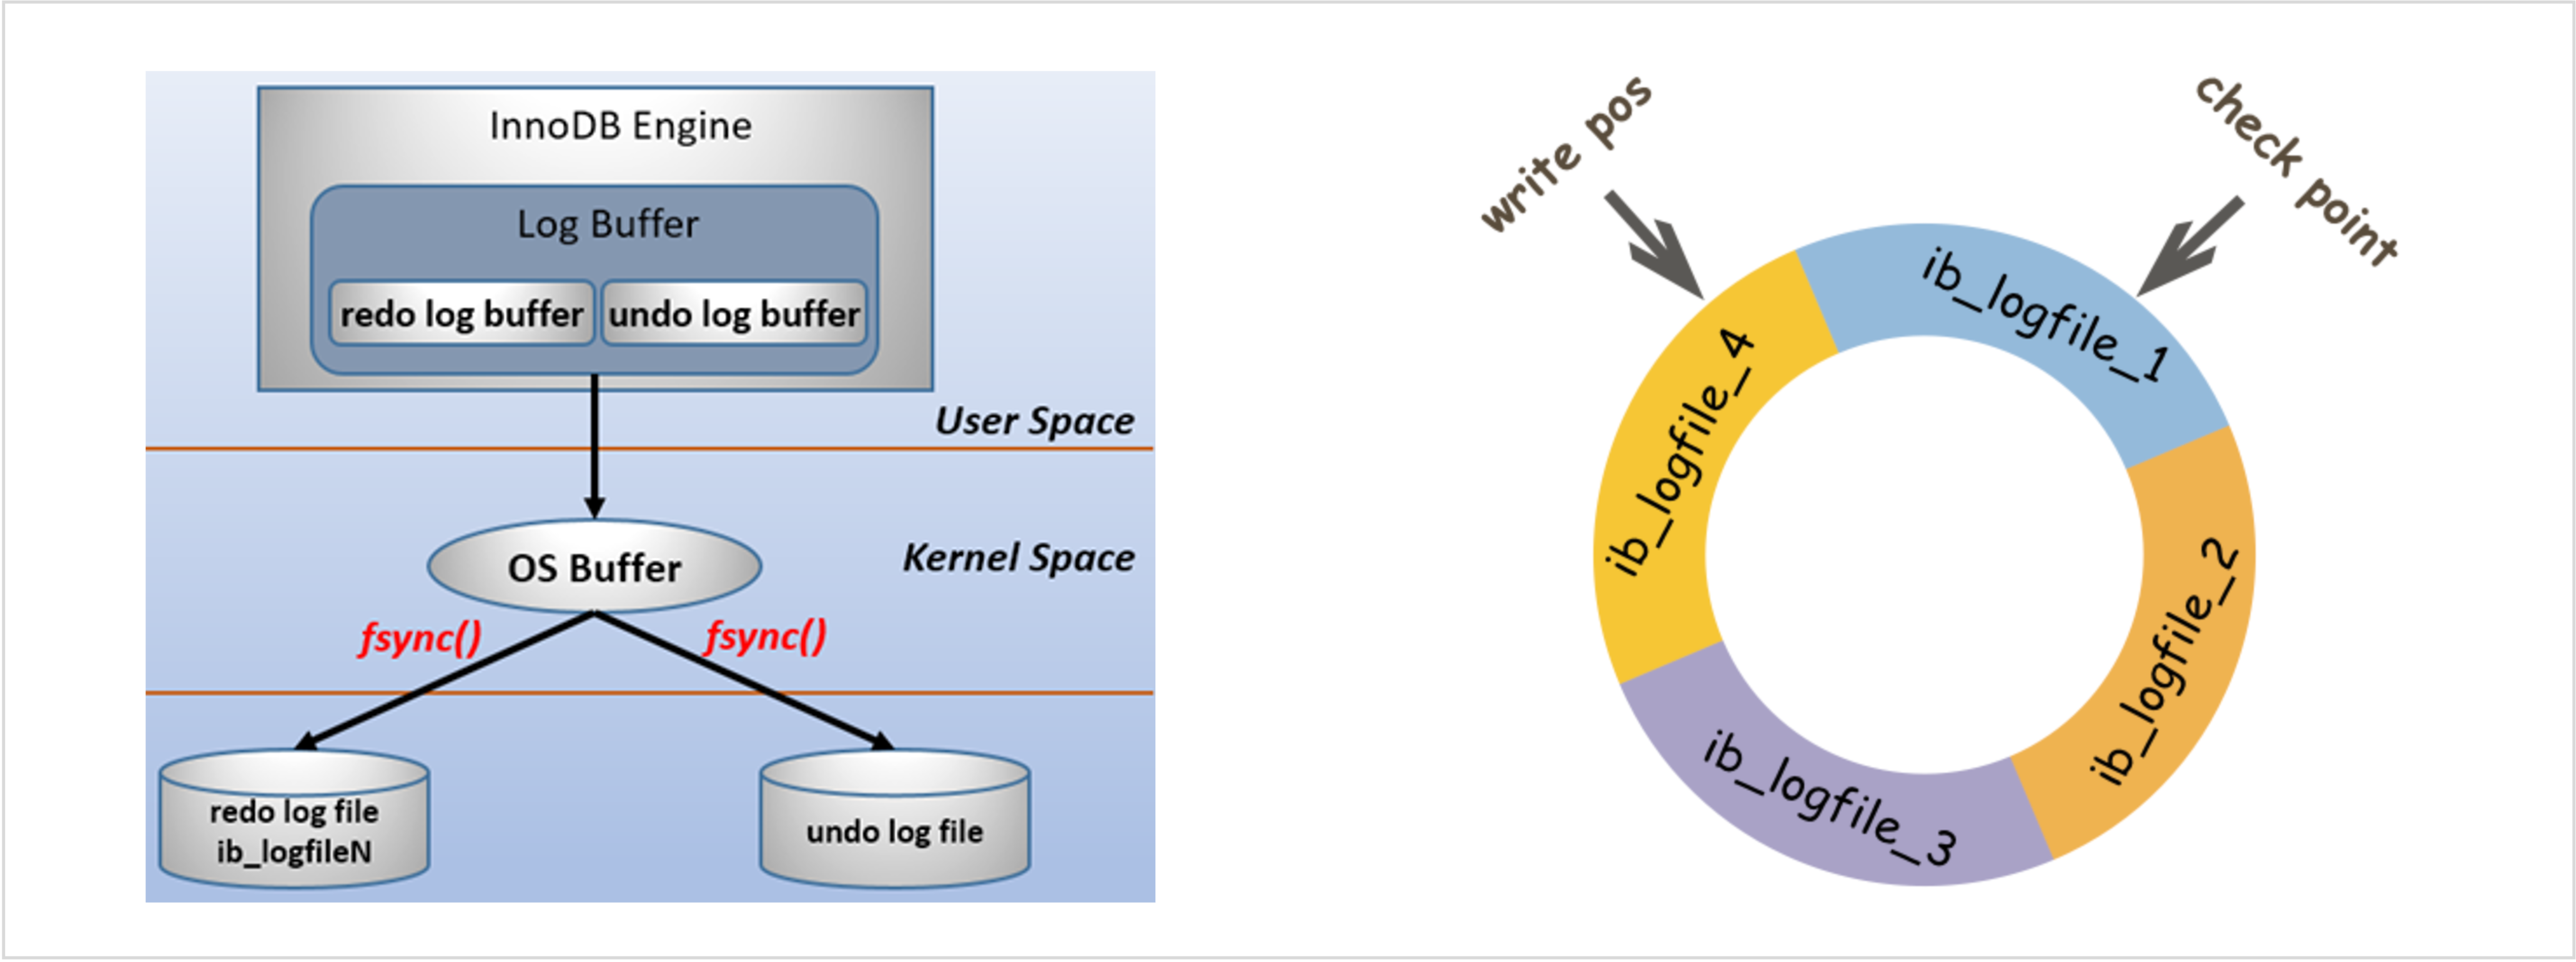 InnoDB Engine
Log Buffer
redo log buffer
undo log buffer
User Space
OS Buffer
Kernel Space
fsync()
fsync()
redo log file
ib_logfileN
undo log file
write pos
check point
ib_logfile_1
ib_logfile_2
ib_logfile_3
ib_logfile_4